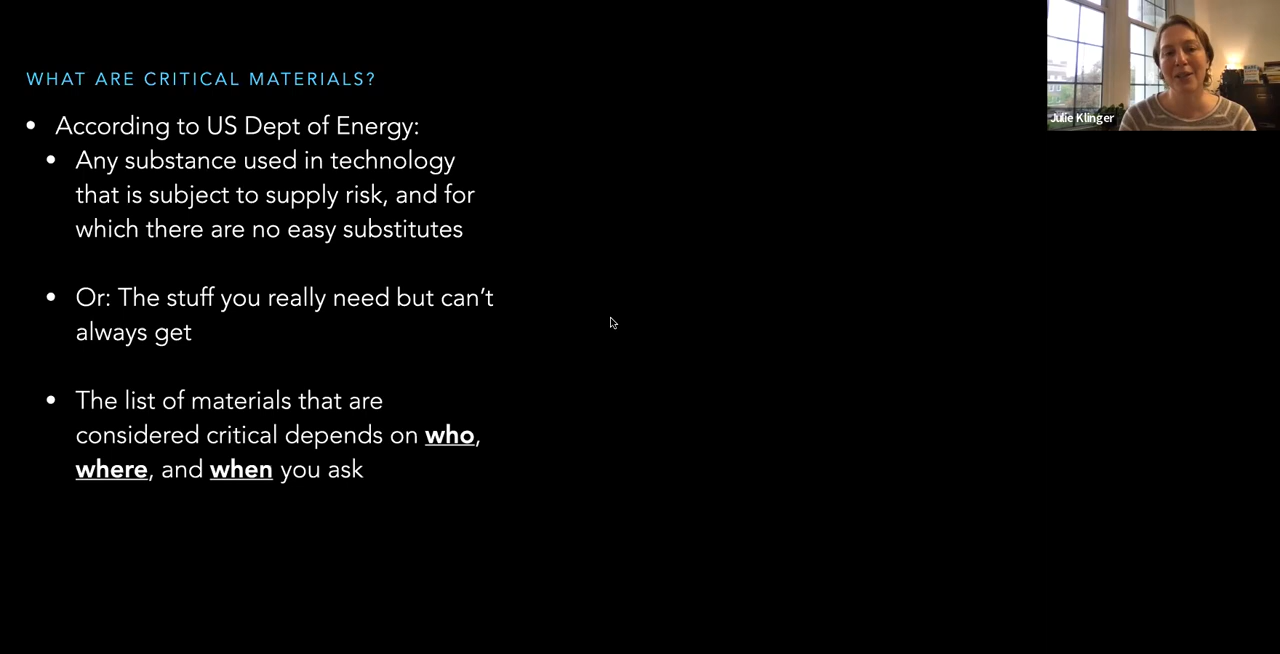 WHAT ARE CRITICAL MATERIALS?
• According to US Dept of Energy:
• Any substance used in technology
that is subject to supply risk, and for
which there are no easy substitutes
• Or: The stuff you really need but can’t
always get
• The list of materials that are
considered critical depends on who,
where, and when you ask
Julie Klinger